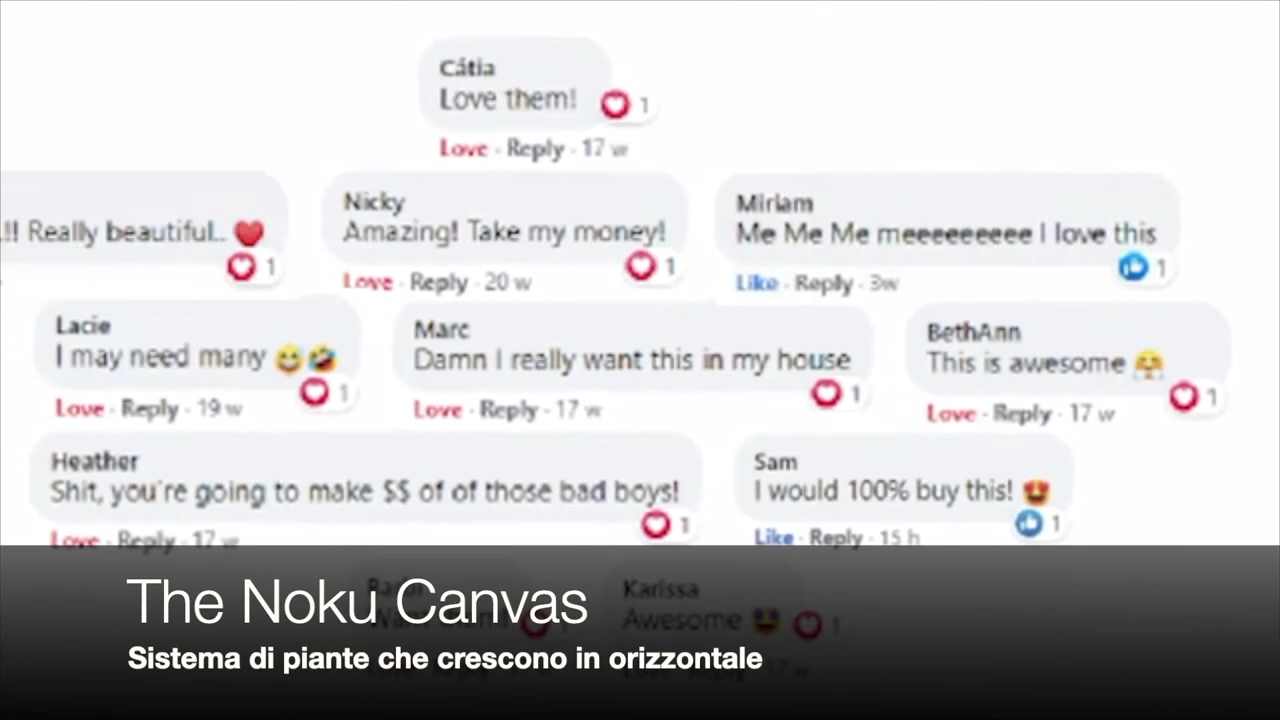 Cátia
Love them!
1
Love · Reply · 17 w
.!! Really beautiful..
1
Nicky
Amazing! Take my money!
1
Love · Reply · 20 w
Miriam
Me Me Me meeeeeeeee I love this
1
Like · Reply · 3w
Lacie
I may need many
1
Love · Reply · 19 w
Marc
Damn I really want this in my house
1
Love · Reply · 17 w
BethAnn
This is awesome
1
Love · Reply · 17 w
Heather
Shit, you're going to make $$ of of those bad boys!
1
Love · Reply · 17 w
Sam
I would 100% buy this!
1
Like · Reply · 15 h
Karissa
Awesome
1
The Noku Canvas
Sistema di piante che crescono in orizzontale